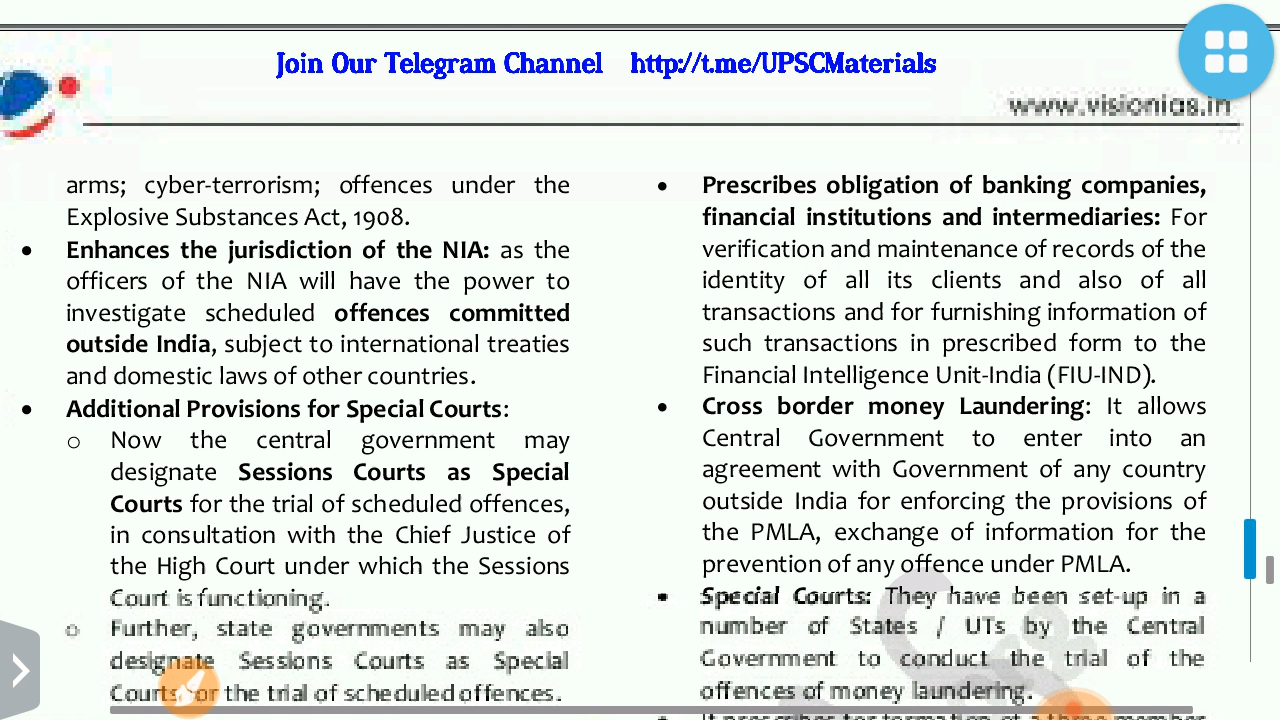 Join Our Telegram Channel http://t.me/UPSCMaterials
www.visionias.in
arms; cyber-terrorism; offences under the
Explosive Substances Act, 1908.
• Enhances the jurisdiction of the NIA: as the
officers of the NIA will have the power to
investigate scheduled offences committed
outside India, subject to international treaties
and domestic laws of other countries.
• Additional Provisions for Special Courts:
o Now the central government may
designate Sessions Courts as Special
Courts for the trial of scheduled offences,
in consultation with the Chief Justice of
the High Court under which the Sessions
Court is functioning.
o Further, state governments may also
designate Sessions Courts as Special
Courts for the trial of scheduled offences.
• Prescribes obligation of banking companies,
financial institutions and intermediaries: For
verification and maintenance of records of the
identity of all its clients and also of all
transactions and for furnishing information of
such transactions in prescribed form to the
Financial Intelligence Unit-India (FIU-IND).
• Cross border money Laundering: It allows
Central Government to enter into an
agreement with Government of any country
outside India for enforcing the provisions of
the PMLA, exchange of information for the
prevention of any offence under PMLA.
• Special Courts: They have been set-up in a
number of States / UTs by the Central
Government to conduct the trial of the
offences of money laundering.